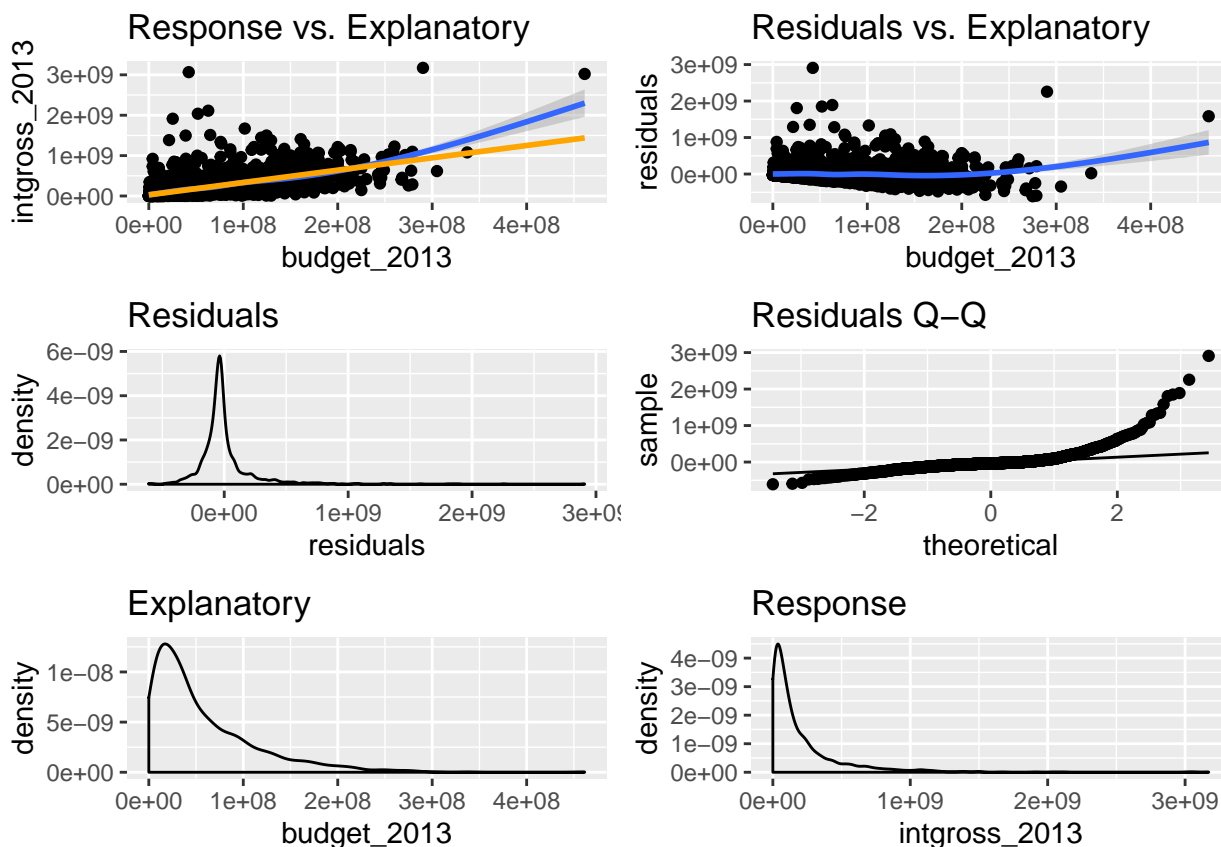 Response vs. Explanatory
intgross_2013
3e+09
2e+09
1e+09
0e+00
0e+00 1e+08 2e+08 3e+08 4e+08
budget_2013
Residuals vs. Explanatory
residuals
3e+09
2e+09
1e+09
0e+00
0e+00 1e+08 2e+08 3e+08 4e+08
budget_2013
Residuals
density
6e−09
4e−09
2e−09
0e+00
0e+00 1e+09 2e+09 3e+09
residuals
Residuals Q−Q
sample
3e+09
2e+09
1e+09
0e+00
−2 0 2
theoretical
Explanatory
density
1e−08
5e−09
0e+00
0e+00 1e+08 2e+08 3e+08 4e+08
budget_2013
Response
density
4e−09
3e−09
2e−09
1e−09
0e+00
0e+00 1e+09 2e+09 3e+09
intgross_2013